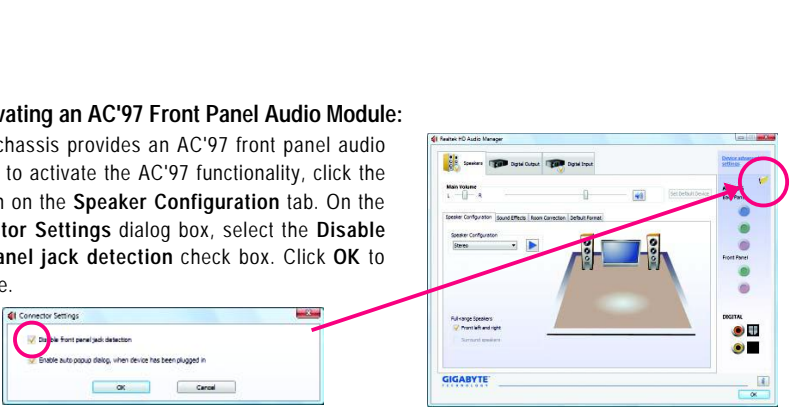 vating an AC'97 Front Panel Audio Module:
chassis provides an AC'97 front panel audio
to activate the AC'97 functionality, click the
n on the Speaker Configuration tab. On the
tor Settings dialog box, select the Disable
anel jack detection check box. Click OK to
e.
Connector Settings
Disable front panel jack detection
Enable auto popup dialog, when device has been plugged in
OK
Cancel
Realtek HD Audio Manager
Speakers
Digital Output
Digital Input
Device advanced
settings
Main Volume
L
R
Set Default Device
Speaker Configuration
Sound Effects
Room Correction
Default Format
Speaker Configuration
Stereo
Front Panel
Full-range Speakers
Front left and right
Surround speakers
DIGITAL
GIGABYTE
TECHNOLOGY
OK